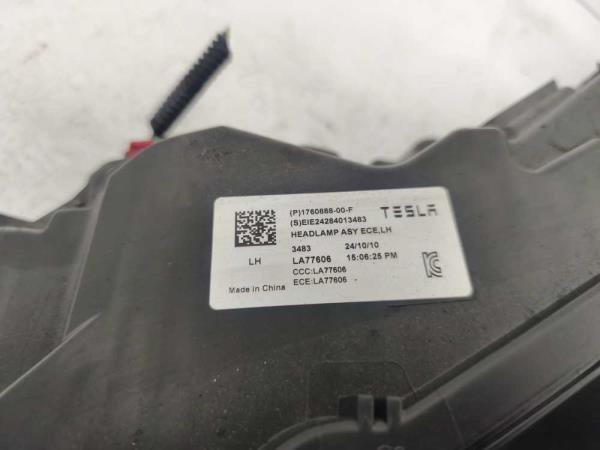 (P)1760888-00-F TESLA
(S)EIE24284013483
HEADLAMP ASY ECE,LH
3483 24/10/10
LH LA77606 15:06:25 PM
CCC:LA77606
Made in China ECE:LA77606